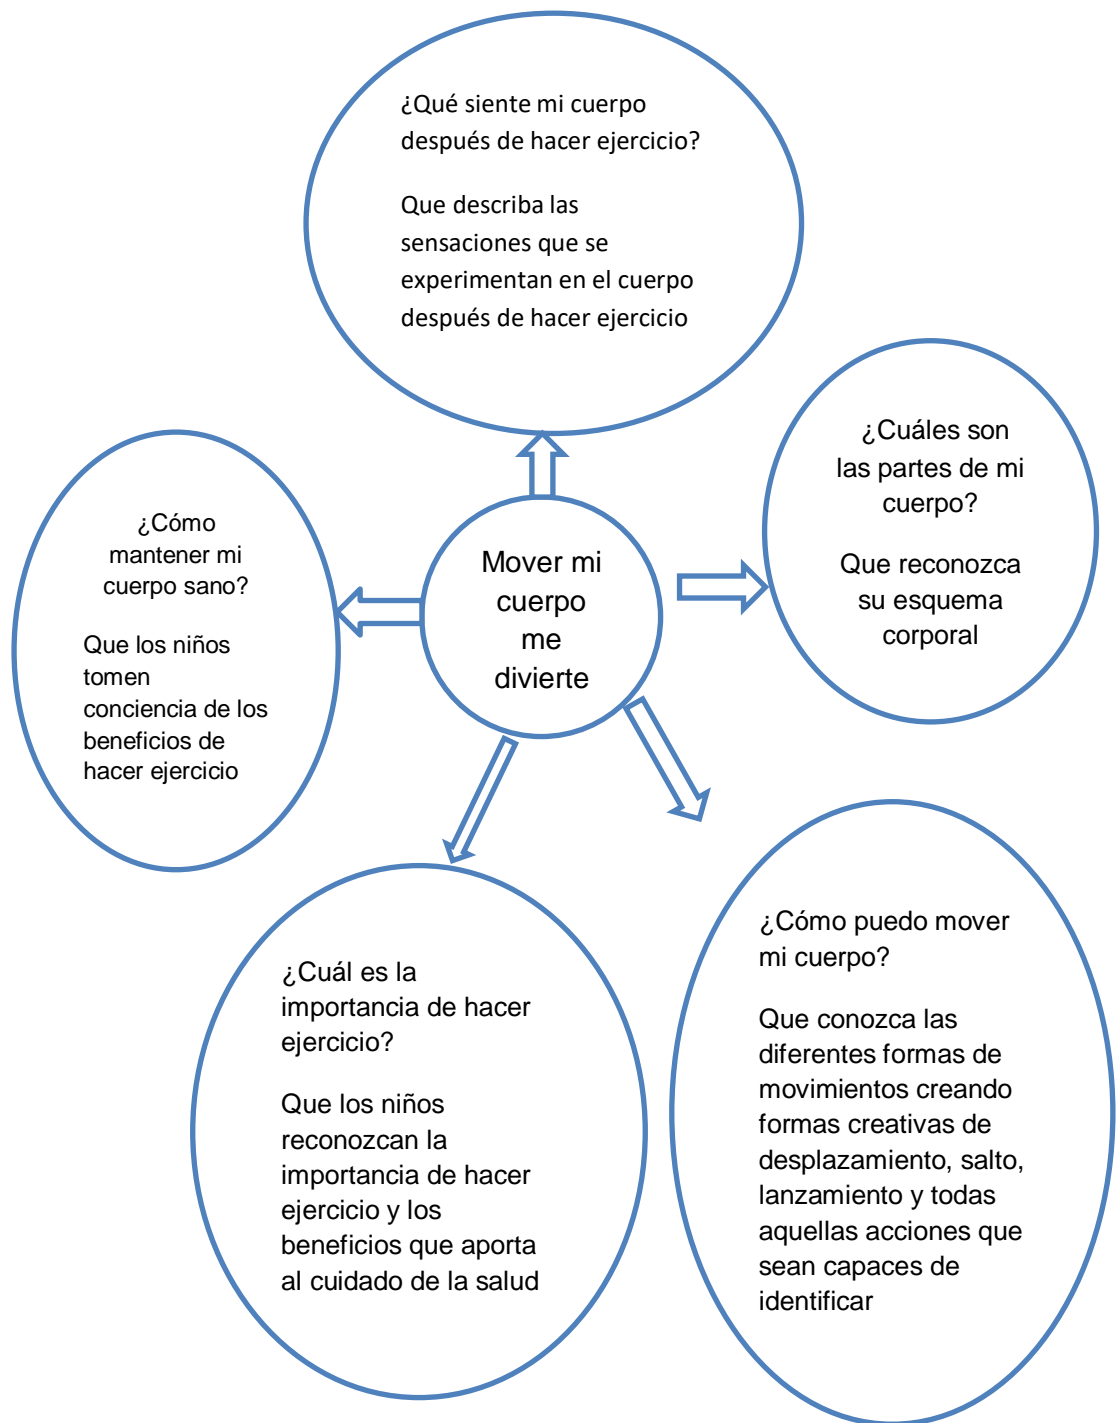 ¿Qué siente mi cuerpo
después de hacer ejercicio?
Que describa las
sensaciones que se
experimentan en el cuerpo
después de hacer ejercicio
¿Cuáles son
las partes de mi
cuerpo?
Que reconozca
su esquema
corporal
¿Cómo
mantener mi
cuerpo sano?
Que los niños
tomen
conciencia de los
beneficios de
hacer ejercicio
Mover mi
cuerpo
me
divierte
¿Cuál es la
importancia de hacer
ejercicio?
Que los niños
reconozcan la
importancia de hacer
ejercicio y los
beneficios que aporta
al cuidado de la salud
¿Cómo puedo mover
mi cuerpo?
Que conozca las
diferentes formas de
movimientos creando
formas creativas de
desplazamiento, salto,
lanzamiento y todas
aquellas acciones que
sean capaces de
identificar